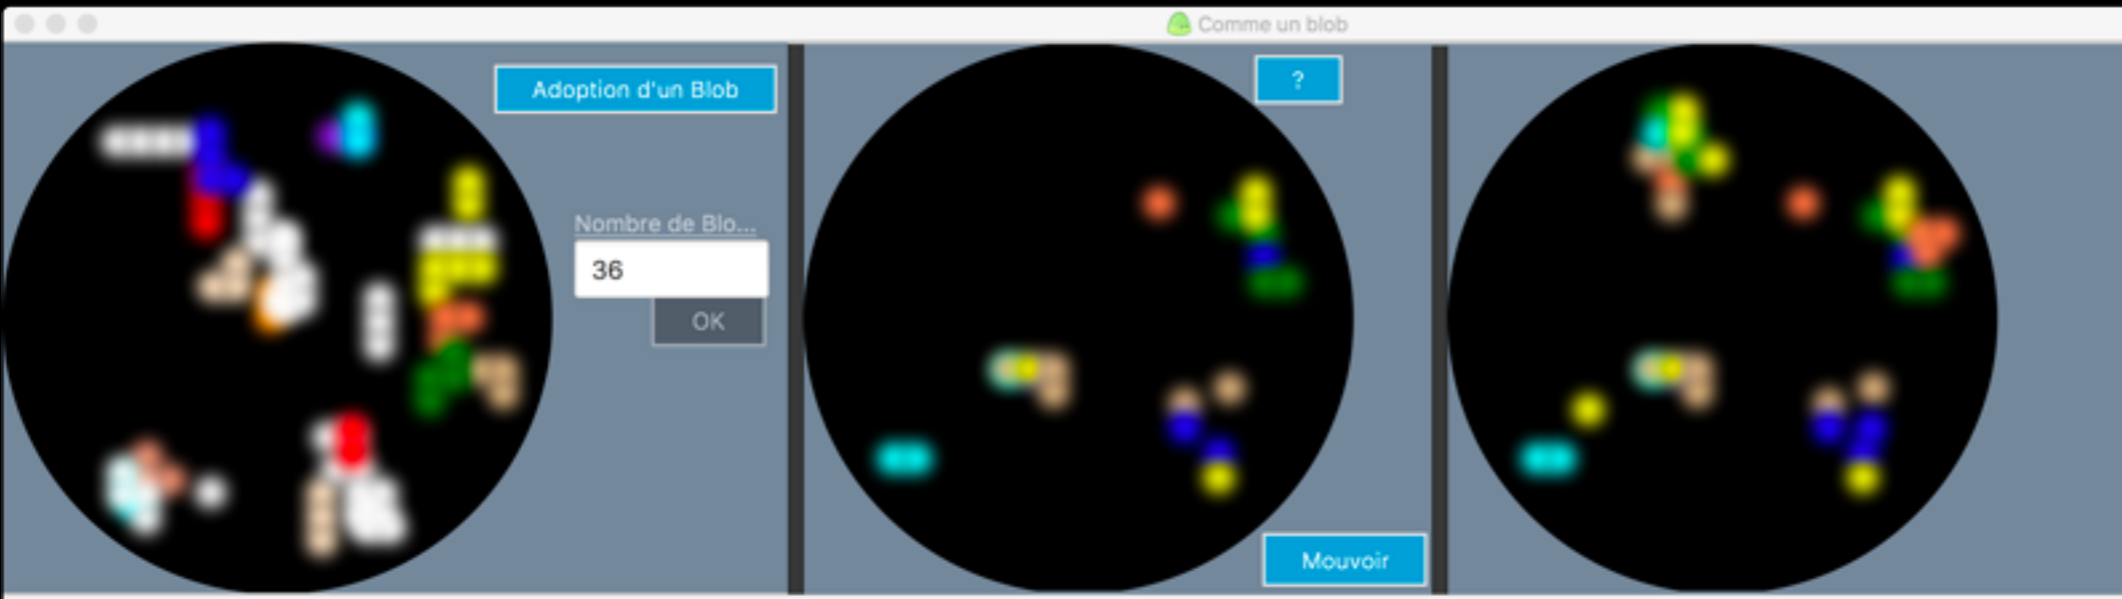 Comme un blob
Adoption d'un Blob
?
Nombre de Blo...
36
OK
Mouvoir